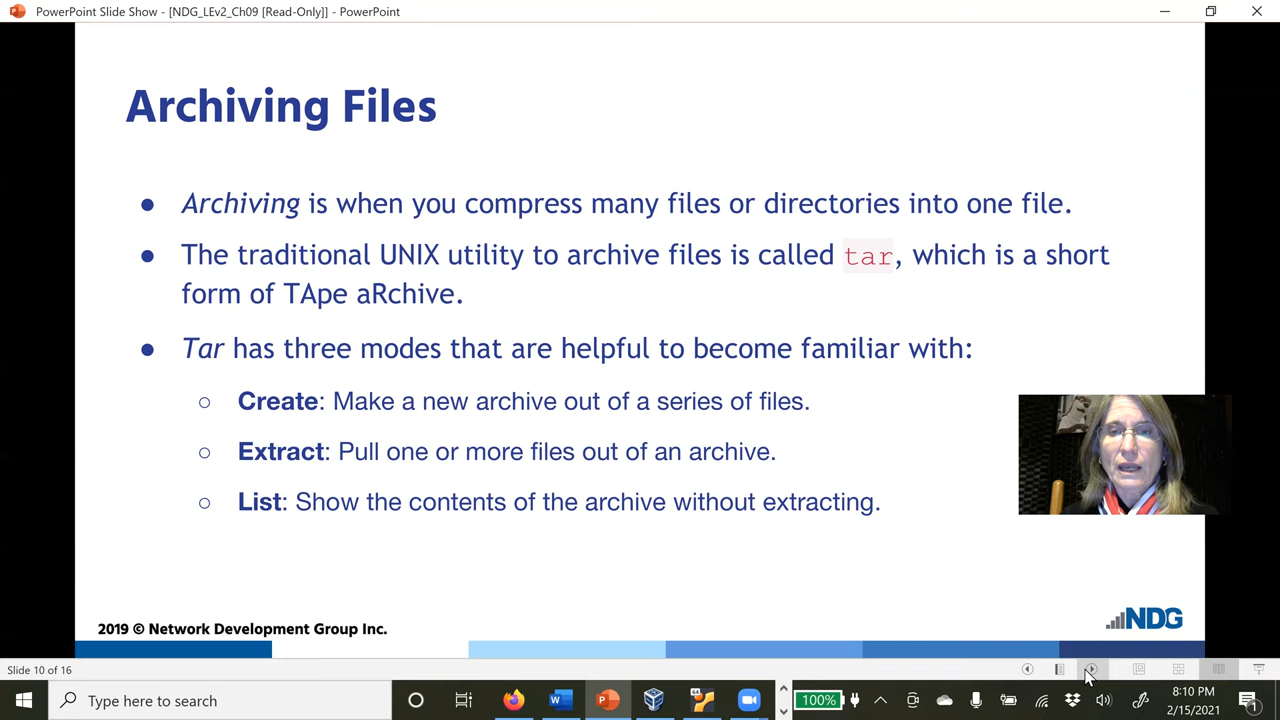 PowerPoint Slide Show - [NDG_LEv2_Ch09 [Read-Only]] - PowerPoint
Archiving Files
● Archiving is when you compress many files or directories into one file.
● The traditional UNIX utility to archive files is called tar, which is a short
form of TApe aRchive.
● Tar has three modes that are helpful to become familiar with:
○ Create: Make a new archive out of a series of files.
○ Extract: Pull one or more files out of an archive.
○ List: Show the contents of the archive without extracting.
2019 © Network Development Group Inc.
NDG
Slide 10 of 16
Type here to search
100%
8:10 PM
2/15/2021
1